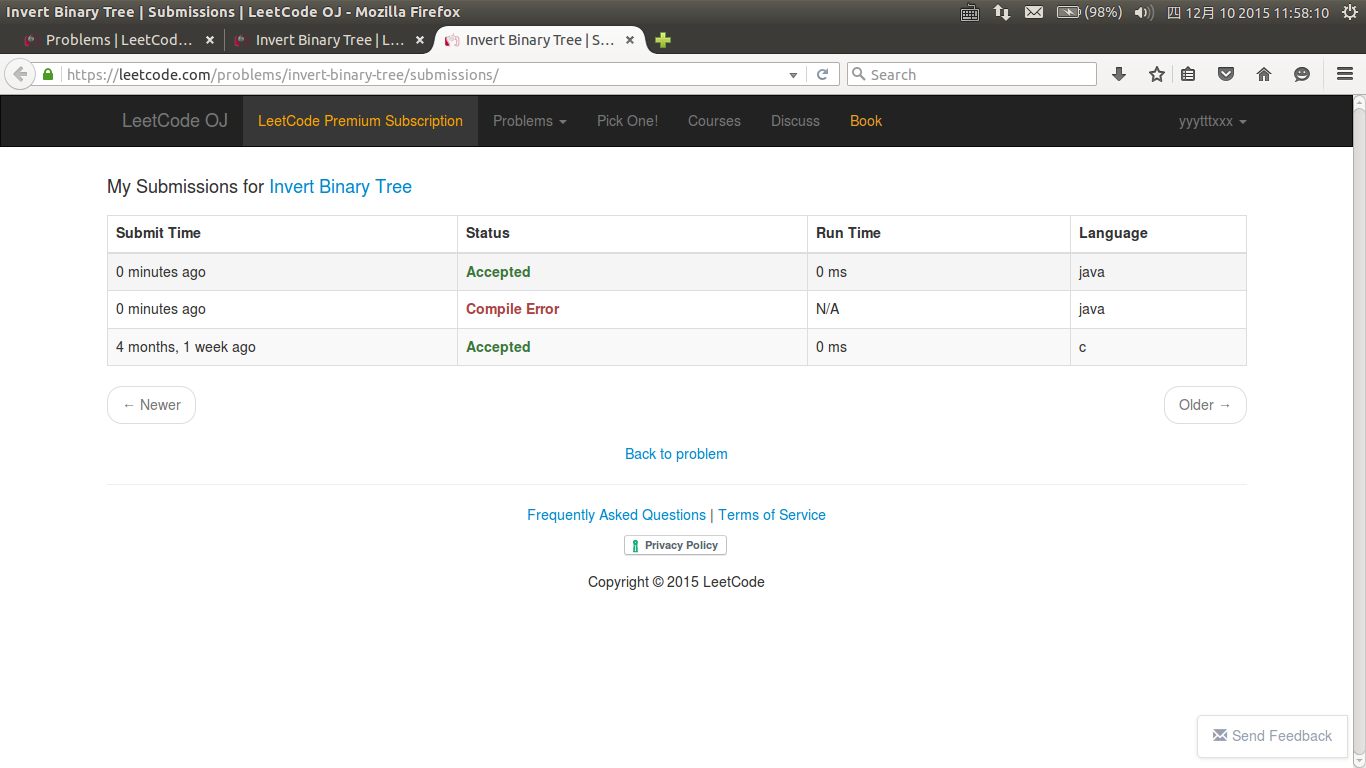 Invert Binary Tree | Submissions | LeetCode OJ - Mozilla Firefox (98%) 四 12月 10 2015 11:58:10
Problems | LeetCod... Invert Binary Tree | L... Invert Binary Tree | S...
https://leetcode.com/problems/invert-binary-tree/submissions/ Search
LeetCode OJ LeetCode Premium Subscription Problems Pick One! Courses Discuss Book yyytttxxx
My Submissions for Invert Binary Tree
Submit Time Status Run Time Language
0 minutes ago Accepted 0 ms java
0 minutes ago Compile Error N/A java
4 months, 1 week ago Accepted 0 ms c
← Newer Older →
Back to problem
Frequently Asked Questions | Terms of Service
Privacy Policy
Copyright © 2015 LeetCode
Send Feedback